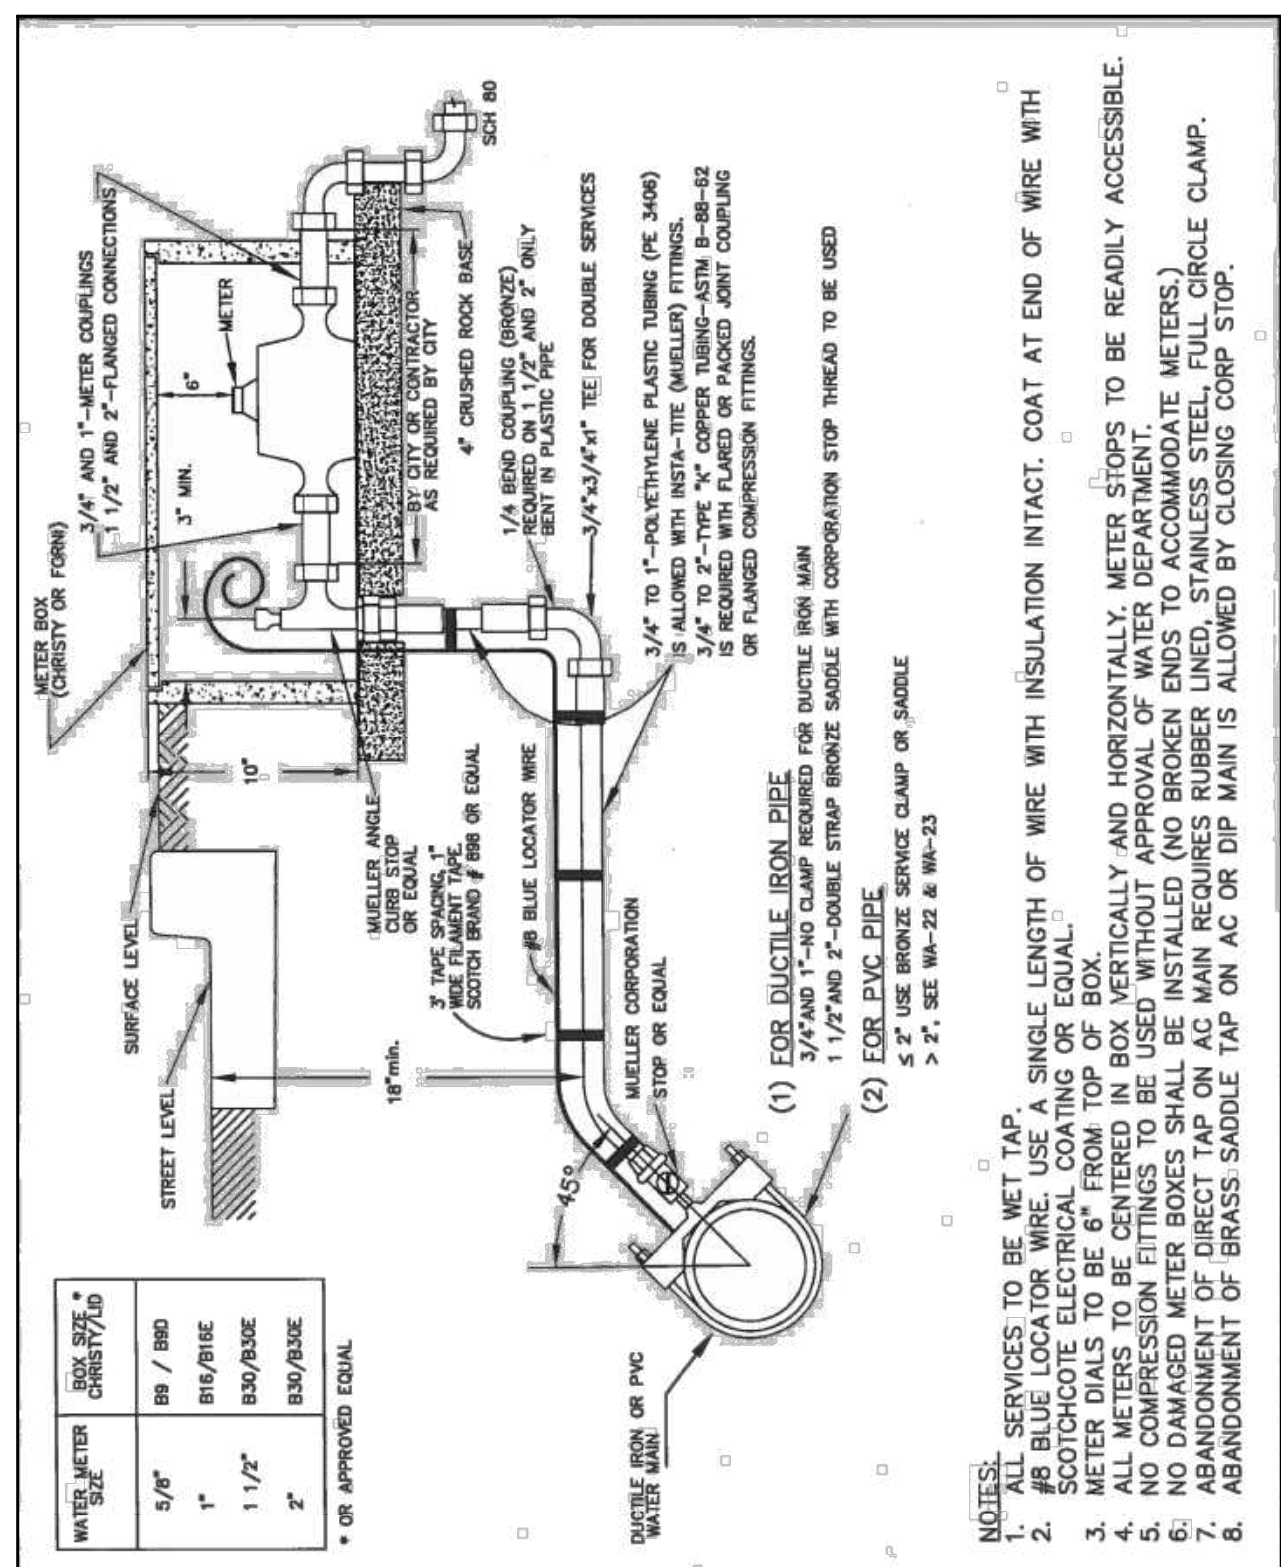 WATER METER
SIZE
BOX SIZE *
CHRISTY/LID
5/8"
B9 / B9D
1"
B16/B16E
1 1/2"
B30/B30E
2"
B30/B30E
* OR APPROVED EQUAL
METER BOX
(CHRISTY OR FORNI)
3/4" AND 1"-METER COUPLINGS
1 1/2" AND 2"-FLANGED CONNECTIONS
METER
3" MIN.
6"
SURFACE LEVEL
STREET LEVEL
10"
18"min.
SCH 80
BY CITY OR CONTRACTOR
AS REQUIRED BY CITY
4" CRUSHED ROCK BASE
MUELLER ANGLE
CURB STOP
OR EQUAL
3' TAPE SPACING, 1"
WIDE FILAMENT TAPE.
SCOTCH BRAND # 898 OR EQUAL
#8 BLUE LOCATOR WIRE
1/4 BEND COUPLING (BRONZE)
REQUIRED ON 1 1/2" AND 2" ONLY
BENT IN PLASTIC PIPE
3/4"x3/4"x1" TEE FOR DOUBLE SERVICES
3/4" TO 1"-POLYETHYLENE PLASTIC TUBING (PE 3406)
IS ALLOWED WITH INSTA-TITE (MUELLER) FITTINGS.
3/4" TO 2"-TYPE "K" COPPER TUBING-ASTM B-88-62
IS REQUIRED WITH FLARED OR PACKED JOINT COUPLING
OR FLANGED COMPRESSION FITTINGS.
45°
MUELLER CORPORATION
STOP OR EQUAL
DUCTILE IRON OR PVC
WATER MAIN
(1) FOR DUCTILE IRON PIPE
3/4"AND 1"-NO CLAMP REQUIRED FOR DUCTILE IRON MAIN
1 1/2"AND 2"-DOUBLE STRAP BRONZE SADDLE WITH CORPORATION STOP THREAD TO BE USED
(2) FOR PVC PIPE
≤ 2" USE BRONZE SERVICE CLAMP OR SADDLE
> 2", SEE WA-22 & WA-23
NOTES:
1. ALL SERVICES TO BE WET TAP.
2. #8 BLUE LOCATOR WIRE. USE A SINGLE LENGTH OF WIRE WITH INSULATION INTACT. COAT AT END OF WIRE WITH
SCOTCHCOTE ELECTRICAL COATING OR EQUAL.
3. METER DIALS TO BE 6" FROM TOP OF BOX.
4. ALL METERS TO BE CENTERED IN BOX VERTICALLY AND HORIZONTALLY. METER STOPS TO BE READILY ACCESSIBLE.
5. NO COMPRESSION FITTINGS TO BE USED WITHOUT APPROVAL OF WATER DEPARTMENT.
6. NO DAMAGED METER BOXES SHALL BE INSTALLED (NO BROKEN ENDS TO ACCOMMODATE METERS.)
7. ABANDONMENT OF DIRECT TAP ON AC MAIN REQUIRES RUBBER LINED, STAINLESS STEEL, FULL CIRCLE CLAMP.
8. ABANDONMENT OF BRASS SADDLE TAP ON AC OR DIP MAIN IS ALLOWED BY CLOSING CORP STOP.